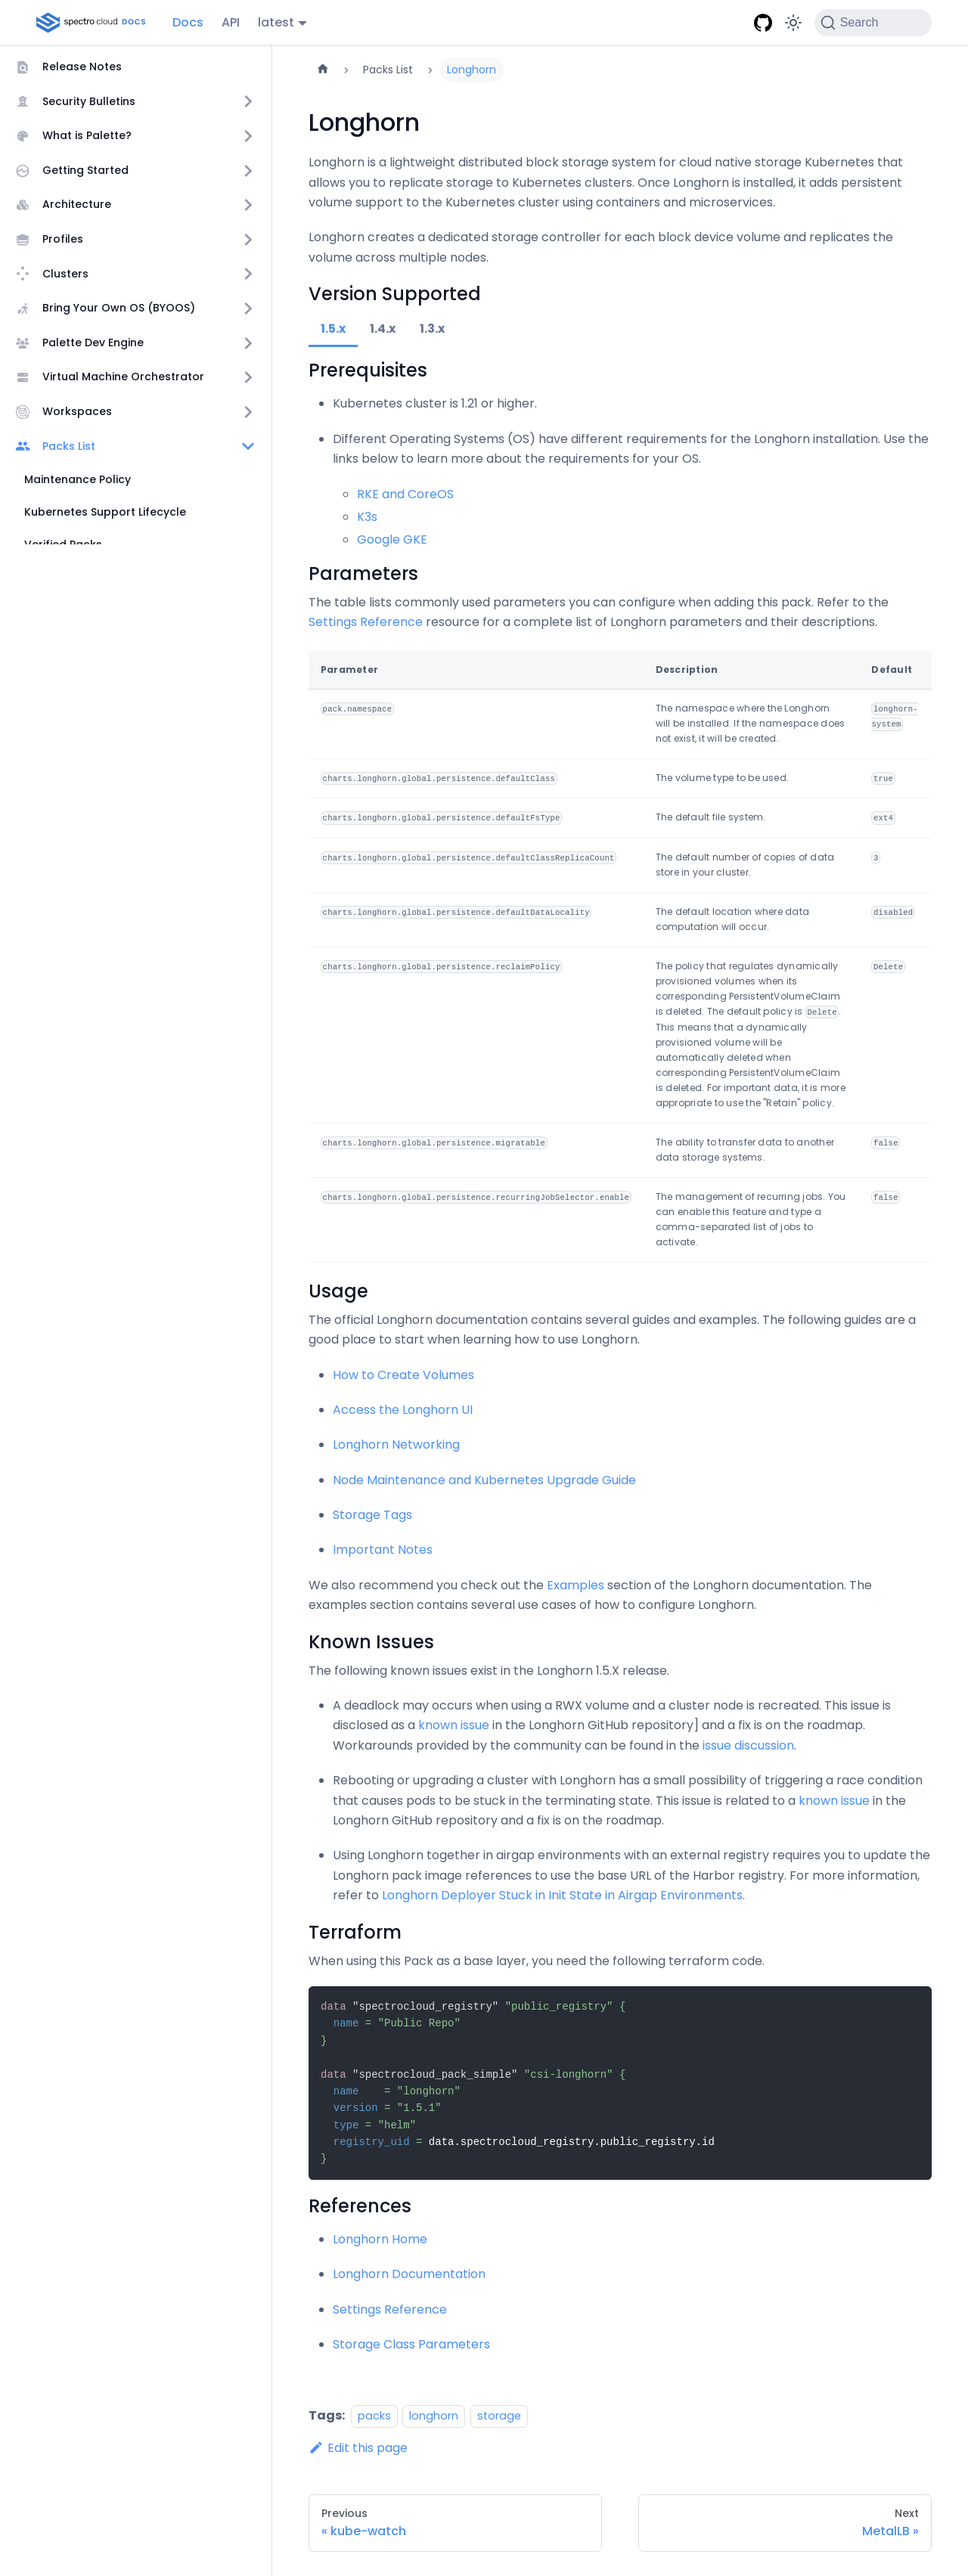 spectro cloud DOCS Docs API latest Search
Release Notes
Security Bulletins
What is Palette?
Getting Started
Architecture
Profiles
Clusters
Bring Your Own OS (BYOOS)
Palette Dev Engine
Virtual Machine Orchestrator
Workspaces
Packs List
Maintenance Policy
Kubernetes Support Lifecycle
Verified Packs
Packs List
Longhorn
Longhorn
Longhorn is a lightweight distributed block storage system for cloud native storage Kubernetes that
allows you to replicate storage to Kubernetes clusters. Once Longhorn is installed, it adds persistent
volume support to the Kubernetes cluster using containers and microservices.
Longhorn creates a dedicated storage controller for each block device volume and replicates the
volume across multiple nodes.
Version Supported
1.5.x 1.4.x 1.3.x
Prerequisites
Kubernetes cluster is 1.21 or higher.
Different Operating Systems (OS) have different requirements for the Longhorn installation. Use the
links below to learn more about the requirements for your OS.
RKE and CoreOS
K3s
Google GKE
Parameters
The table lists commonly used parameters you can configure when adding this pack. Refer to the
Settings Reference resource for a complete list of Longhorn parameters and their descriptions.
Parameter Description Default
pack.namespace The namespace where the Longhorn longhorn-
will be installed. If the namespace does system
not exist, it will be created.
charts.longhorn.global.persistence.defaultClass The volume type to be used. true
charts.longhorn.global.persistence.defaultFsType The default file system. ext4
charts.longhorn.global.persistence.defaultClassReplicaCount The default number of copies of data 3
store in your cluster.
charts.longhorn.global.persistence.defaultDataLocality The default location where data disabled
computation will occur.
charts.longhorn.global.persistence.reclaimPolicy The policy that regulates dynamically Delete
provisioned volumes when its
corresponding PersistentVolumeClaim
is deleted. The default policy is Delete.
This means that a dynamically
provisioned volume will be
automatically deleted when
corresponding PersistentVolumeClaim
is deleted. For important data, it is more
appropriate to use the "Retain" policy.
charts.longhorn.global.persistence.migratable The ability to transfer data to another false
data storage systems.
charts.longhorn.global.persistence.recurringJobSelector.enable The management of recurring jobs. You false
can enable this feature and type a
comma-separated list of jobs to
activate.
Usage
The official Longhorn documentation contains several guides and examples. The following guides are a
good place to start when learning how to use Longhorn.
How to Create Volumes
Access the Longhorn UI
Longhorn Networking
Node Maintenance and Kubernetes Upgrade Guide
Storage Tags
Important Notes
We also recommend you check out the Examples section of the Longhorn documentation. The
examples section contains several use cases of how to configure Longhorn.
Known Issues
The following known issues exist in the Longhorn 1.5.X release.
A deadlock may occurs when using a RWX volume and a cluster node is recreated. This issue is
disclosed as a known issue in the Longhorn GitHub repository] and a fix is on the roadmap.
Workarounds provided by the community can be found in the issue discussion.
Rebooting or upgrading a cluster with Longhorn has a small possibility of triggering a race condition
that causes pods to be stuck in the terminating state. This issue is related to a known issue in the
Longhorn GitHub repository and a fix is on the roadmap.
Using Longhorn together in airgap environments with an external registry requires you to update the
Longhorn pack image references to use the base URL of the Harbor registry. For more information,
refer to Longhorn Deployer Stuck in Init State in Airgap Environments.
Terraform
When using this Pack as a base layer, you need the following terraform code.
data "spectrocloud_registry" "public_registry" {
name = "Public Repo"
}
data "spectrocloud_pack_simple" "csi-longhorn" {
name = "longhorn"
version = "1.5.1"
type = "helm"
registry_uid = data.spectrocloud_registry.public_registry.id
}
References
Longhorn Home
Longhorn Documentation
Settings Reference
Storage Class Parameters
Tags: packs longhorn storage
Edit this page
Previous
« kube-watch
Next
MetalLB »